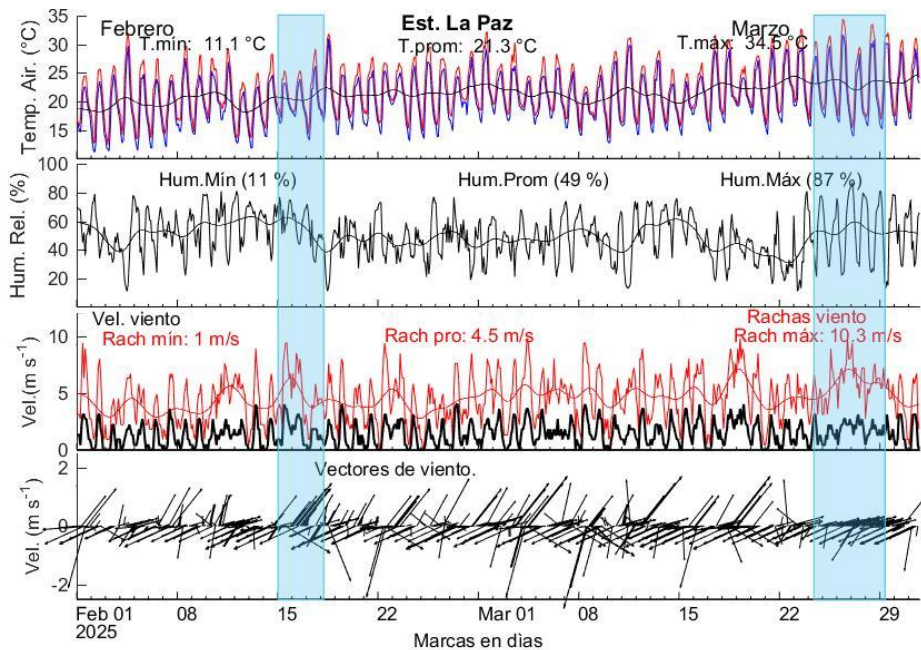 Est. La Paz
Febrero
Marzo
T.min: 11.1 °C
T.prom: 21.3 °C
T.máx: 34.5 °C
Temp. Air. (°C)
35
30
25
20
15
Hum.Mín (11 %)
Hum.Prom (49 %)
Hum.Máx (87 %)
Hum. Rel. (%)
100
80
60
40
20
Vel. viento
Rachas viento
Rach mín: 1 m/s
Rach pro: 4.5 m/s
Rach máx: 10.3 m/s
Vel.(m s⁻¹)
10
5
0
Vectores de viento.
Vel. (m s⁻¹)
2
0
-2
Feb 01
08
15
22
Mar 01
08
15
22
29
2025
Marcas en dìas